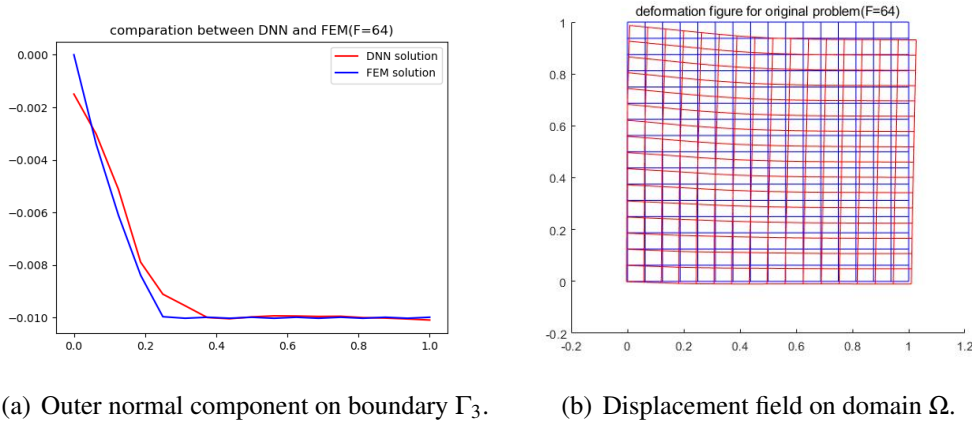 comparation between DNN and FEM(F=64)
DNN solution
FEM solution
0.000
-0.002
-0.004
-0.006
-0.008
-0.010
0.0 0.2 0.4 0.6 0.8 1.0
deformation figure for original problem(F=64)
1
0.8
0.6
0.4
0.2
0
-0.2
-0.2 0 0.2 0.4 0.6 0.8 1 1.2
(a) Outer normal component on boundary Γ₃.
(b) Displacement field on domain Ω.